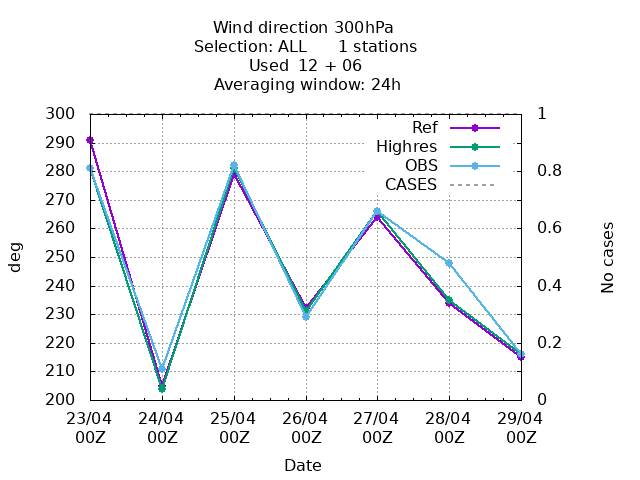 Wind direction 300hPa
Selection: ALL      1 stations
Used  12 + 06
Averaging window: 24h
deg
300
290
280
270
260
250
240
230
220
210
200
Ref
Highres
OBS
CASES
1
0.8
0.6
0.4
0.2
0
No cases
23/04 24/04 25/04 26/04 27/04 28/04 29/04
00Z 00Z 00Z 00Z 00Z 00Z 00Z
Date